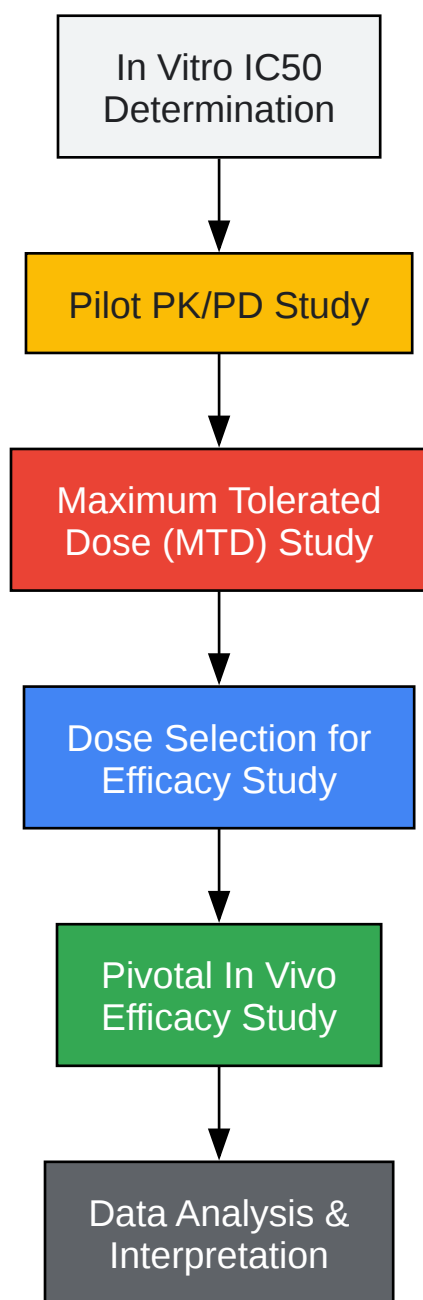 In Vitro IC50
Determination
Pilot PK/PD Study
Maximum Tolerated
Dose (MTD) Study
Dose Selection for
Efficacy Study
Pivotal In Vivo
Efficacy Study
Data Analysis &
Interpretation